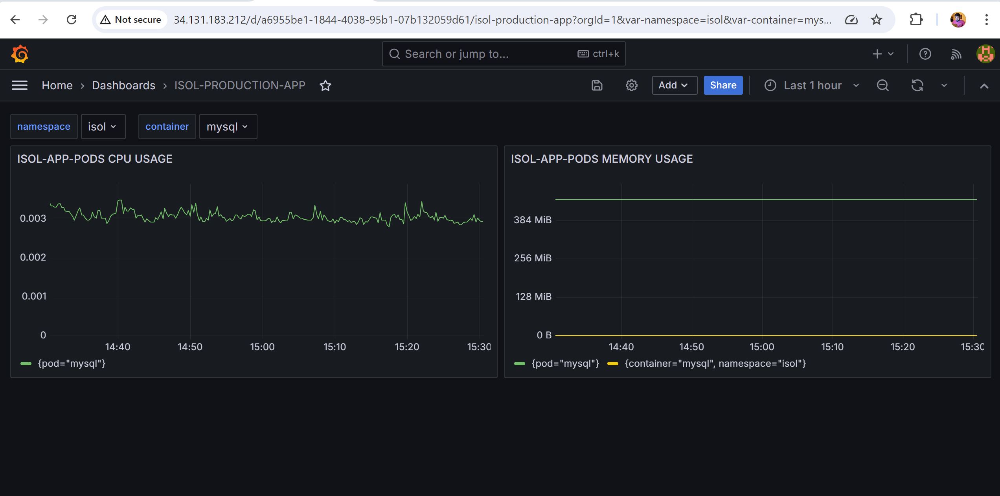 Not secure 34.131.183.212/d/a6955be1-1844-4038-95b1-07b132059d61/isol-production-app?orgId=1&var-namespace=isol&var-container=mys...
Search or jump to... ctrl+k
Home › Dashboards › ISOL-PRODUCTION-APP Add Share Last 1 hour
namespace isol container mysql
ISOL-APP-PODS CPU USAGE
0.003
0.002
0.001
0
14:40 14:50 15:00 15:10 15:20 15:30
{pod="mysql"}
ISOL-APP-PODS MEMORY USAGE
384 MiB
256 MiB
128 MiB
0 B
14:40 14:50 15:00 15:10 15:20 15:30
{pod="mysql"} {container="mysql", namespace="isol"}